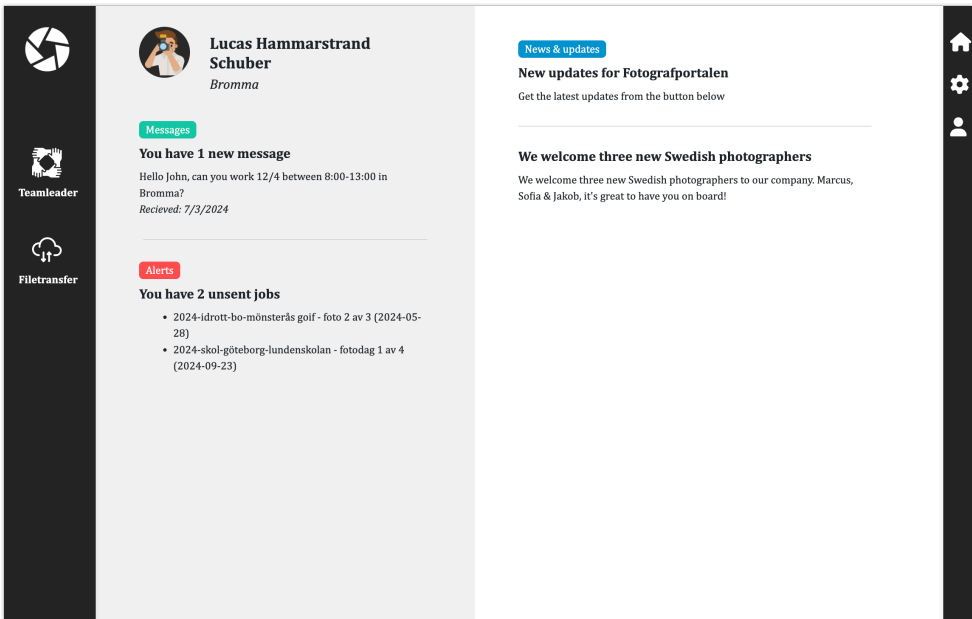 Teamleader
Filetransfer
Lucas Hammarstrand
Schuber
Bromma
Messages
You have 1 new message
Hello John, can you work 12/4 between 8:00-13:00 in
Bromma?
Recieved: 7/3/2024
Alerts
You have 2 unsent jobs
• 2024-idrott-bo-mönsterås goif - foto 2 av 3 (2024-05-
28)
• 2024-skol-göteborg-lundenskolan - fotodag 1 av 4
(2024-09-23)
News & updates
New updates for Fotografportalen
Get the latest updates from the button below
We welcome three new Swedish photographers
We welcome three new Swedish photographers to our company. Marcus,
Sofia & Jakob, it's great to have you on board!